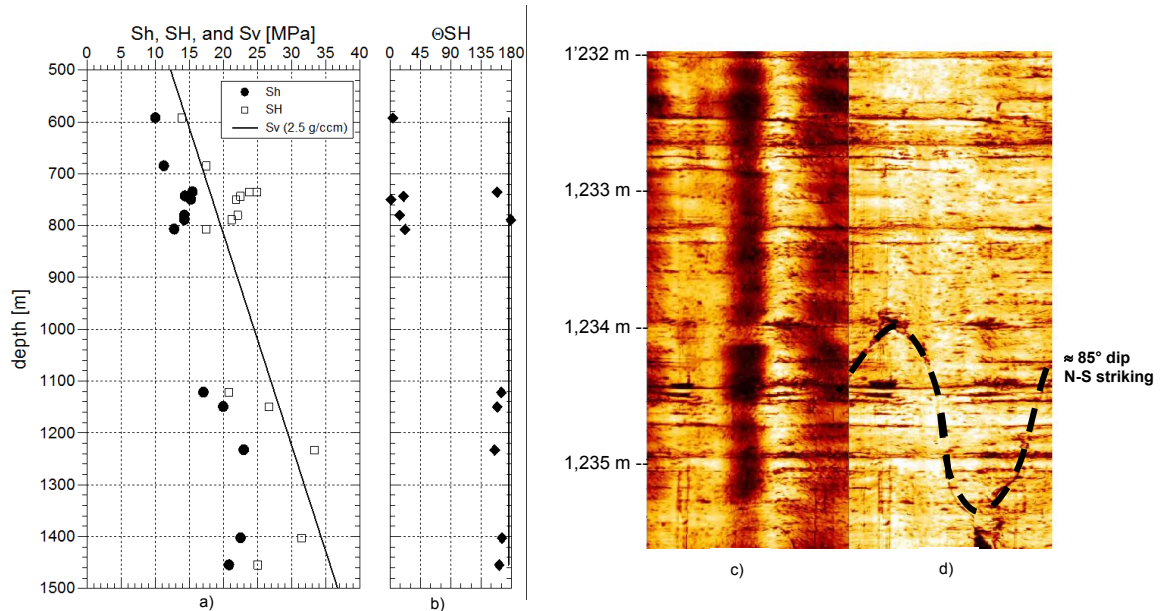 Sh, SH, and Sv [MPa]
0 5 10 15 20 25 30 35 40
500
600
700
800
900
1000
1100
1200
1300
1400
1500
depth [m]
Sh
SH
Sv (2.5 g/ccm)
a)
ΘSH
0 45 90 135 180
b)
1'232 m
1,233 m
1,234 m
1,235 m
≈ 85° dip
N-S striking
c)
d)